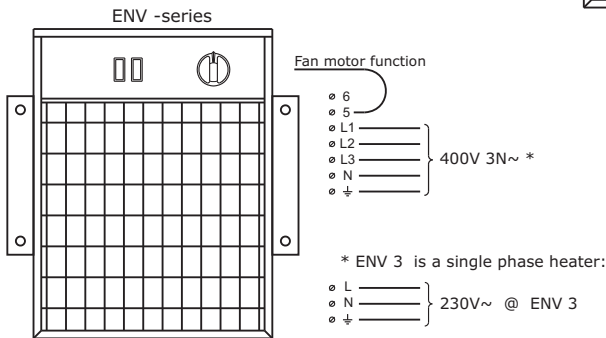 ENV -series
Fan motor function
ø 6
ø 5
ø L1
ø L2
ø L3
ø N
ø ⏚
400V 3N~ *
* ENV 3 is a single phase heater:
ø L
ø N
ø ⏚
230V~ @ ENV 3